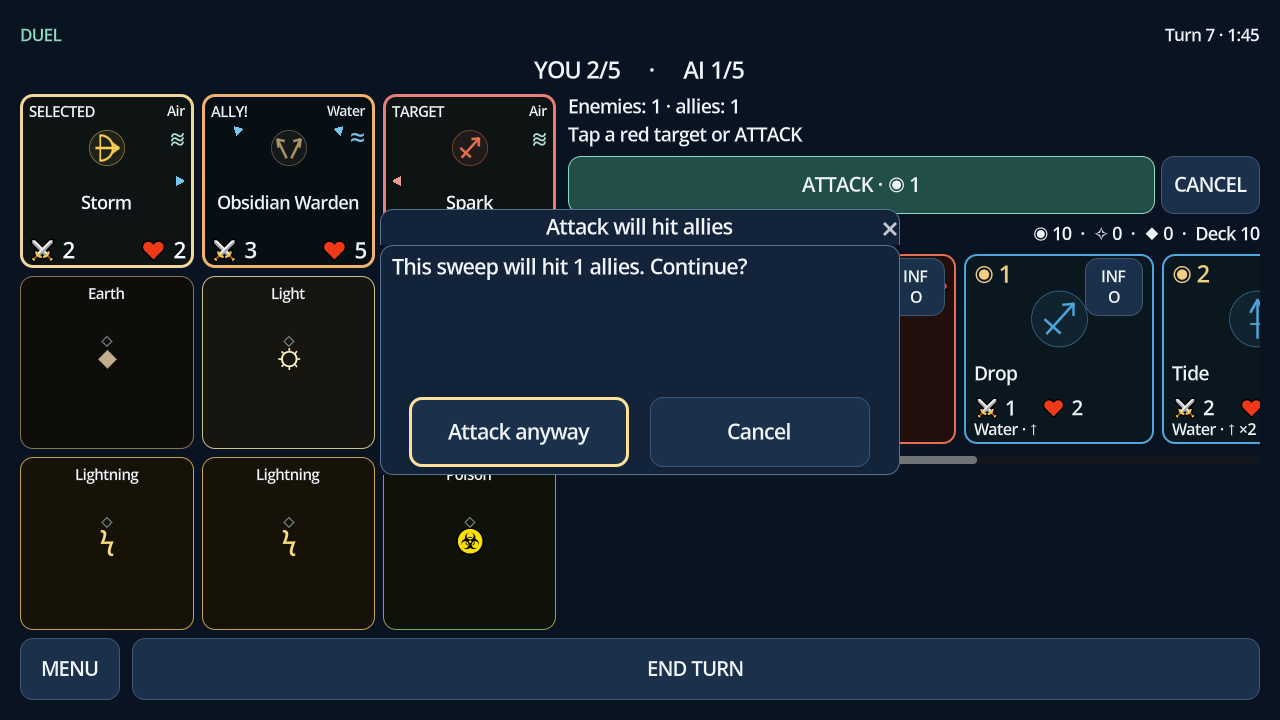 DUEL
Turn 7 · 1:45
YOU 2/5 · AI 1/5
SELECTED Air
Storm
2 2
ALLY! Water
Obsidian Warden
3 5
TARGET Air
Spark
Enemies: 1 · allies: 1
Tap a red target or ATTACK
ATTACK · ◉ 1
CANCEL
◉ 10 · ✧ 0 · ◆ 0 · Deck 10
Attack will hit allies
×
This sweep will hit 1 allies. Continue?
Attack anyway
Cancel
INF
O
◉ 1
INF
O
Drop
1 2
Water · ↑
◉ 2
Tide
2
Water · ↑ ×2
Earth
Light
Lightning
Lightning
Poison
MENU
END TURN